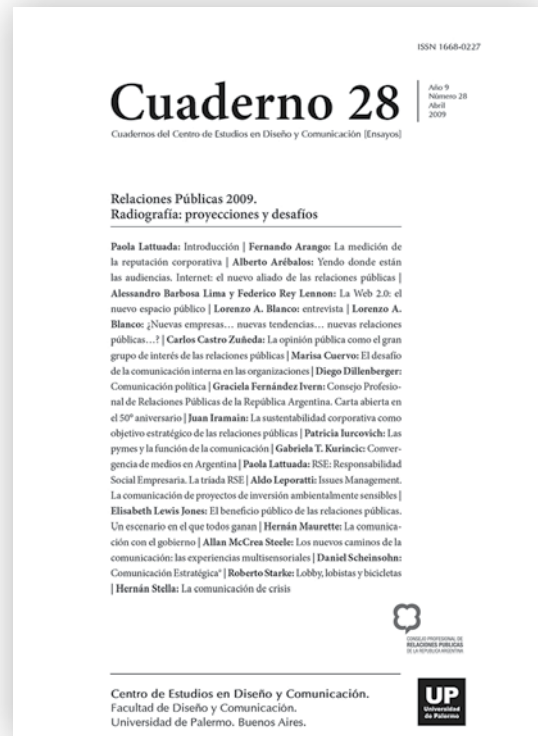 ISSN 1668-0227
Cuaderno 28
Año 9
Número 28
Abril
2009
Cuadernos del Centro de Estudios en Diseño y Comunicación [Ensayos]
Relaciones Públicas 2009.
Radiografía: proyecciones y desafíos
Paola Lattuada: Introducción | Fernando Arango: La medición de
la reputación corporativa | Alberto Arébalos: Yendo donde están
las audiencias. Internet: el nuevo aliado de las relaciones públicas |
Alessandro Barbosa Lima y Federico Rey Lennon: La Web 2.0: el
nuevo espacio público | Lorenzo A. Blanco: entrevista | Lorenzo A.
Blanco: ¿Nuevas empresas… nuevas tendencias… nuevas relaciones
públicas…? | Carlos Castro Zuñeda: La opinión pública como el gran
grupo de interés de las relaciones públicas | Marisa Cuervo: El desafío
de la comunicación interna en las organizaciones | Diego Dillenberger:
Comunicación política | Graciela Fernández Ivern: Consejo Profesio-
nal de Relaciones Públicas de la República Argentina. Carta abierta en
el 50º aniversario | Juan Iramain: La sustentabilidad corporativa como
objetivo estratégico de las relaciones públicas | Patricia Iurcovich: Las
pymes y la función de la comunicación | Gabriela T. Kurincic: Conver-
gencia de medios en Argentina | Paola Lattuada: RSE: Responsabilidad
Social Empresaria. La tríada RSE | Aldo Leporatti: Issues Management.
La comunicación de proyectos de inversión ambientalmente sensibles |
Elisabeth Lewis Jones: El beneficio público de las relaciones públicas.
Un escenario en el que todos ganan | Hernán Maurette: La comunica-
ción con el gobierno | Allan McCrea Steele: Los nuevos caminos de la
comunicación: las experiencias multisensoriales | Daniel Scheinsohn:
Comunicación Estratégica® | Roberto Starke: Lobby, lobistas y bicicletas
| Hernán Stella: La comunicación de crisis
CONSEJO PROFESIONAL DE
RELACIONES PUBLICAS
DE LA REPUBLICA ARGENTINA
Centro de Estudios en Diseño y Comunicación.
Facultad de Diseño y Comunicación.
Universidad de Palermo. Buenos Aires.
UP
Universidad
de Palermo